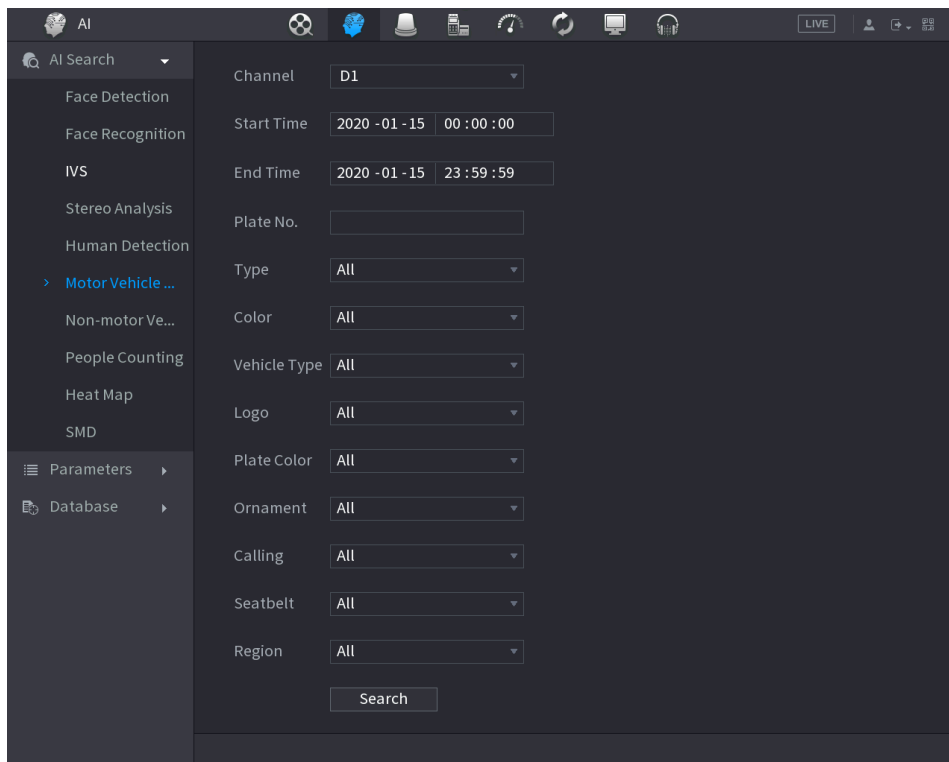 AI
LIVE
AI Search
Face Detection
Face Recognition
IVS
Stereo Analysis
Human Detection
Motor Vehicle ...
Non-motor Ve...
People Counting
Heat Map
SMD
Parameters
Database
Channel D1
Start Time 2020 -01 -15 00 : 00 : 00
End Time 2020 -01 -15 23 : 59 : 59
Plate No.
Type All
Color All
Vehicle Type All
Logo All
Plate Color All
Ornament All
Calling All
Seatbelt All
Region All
Search